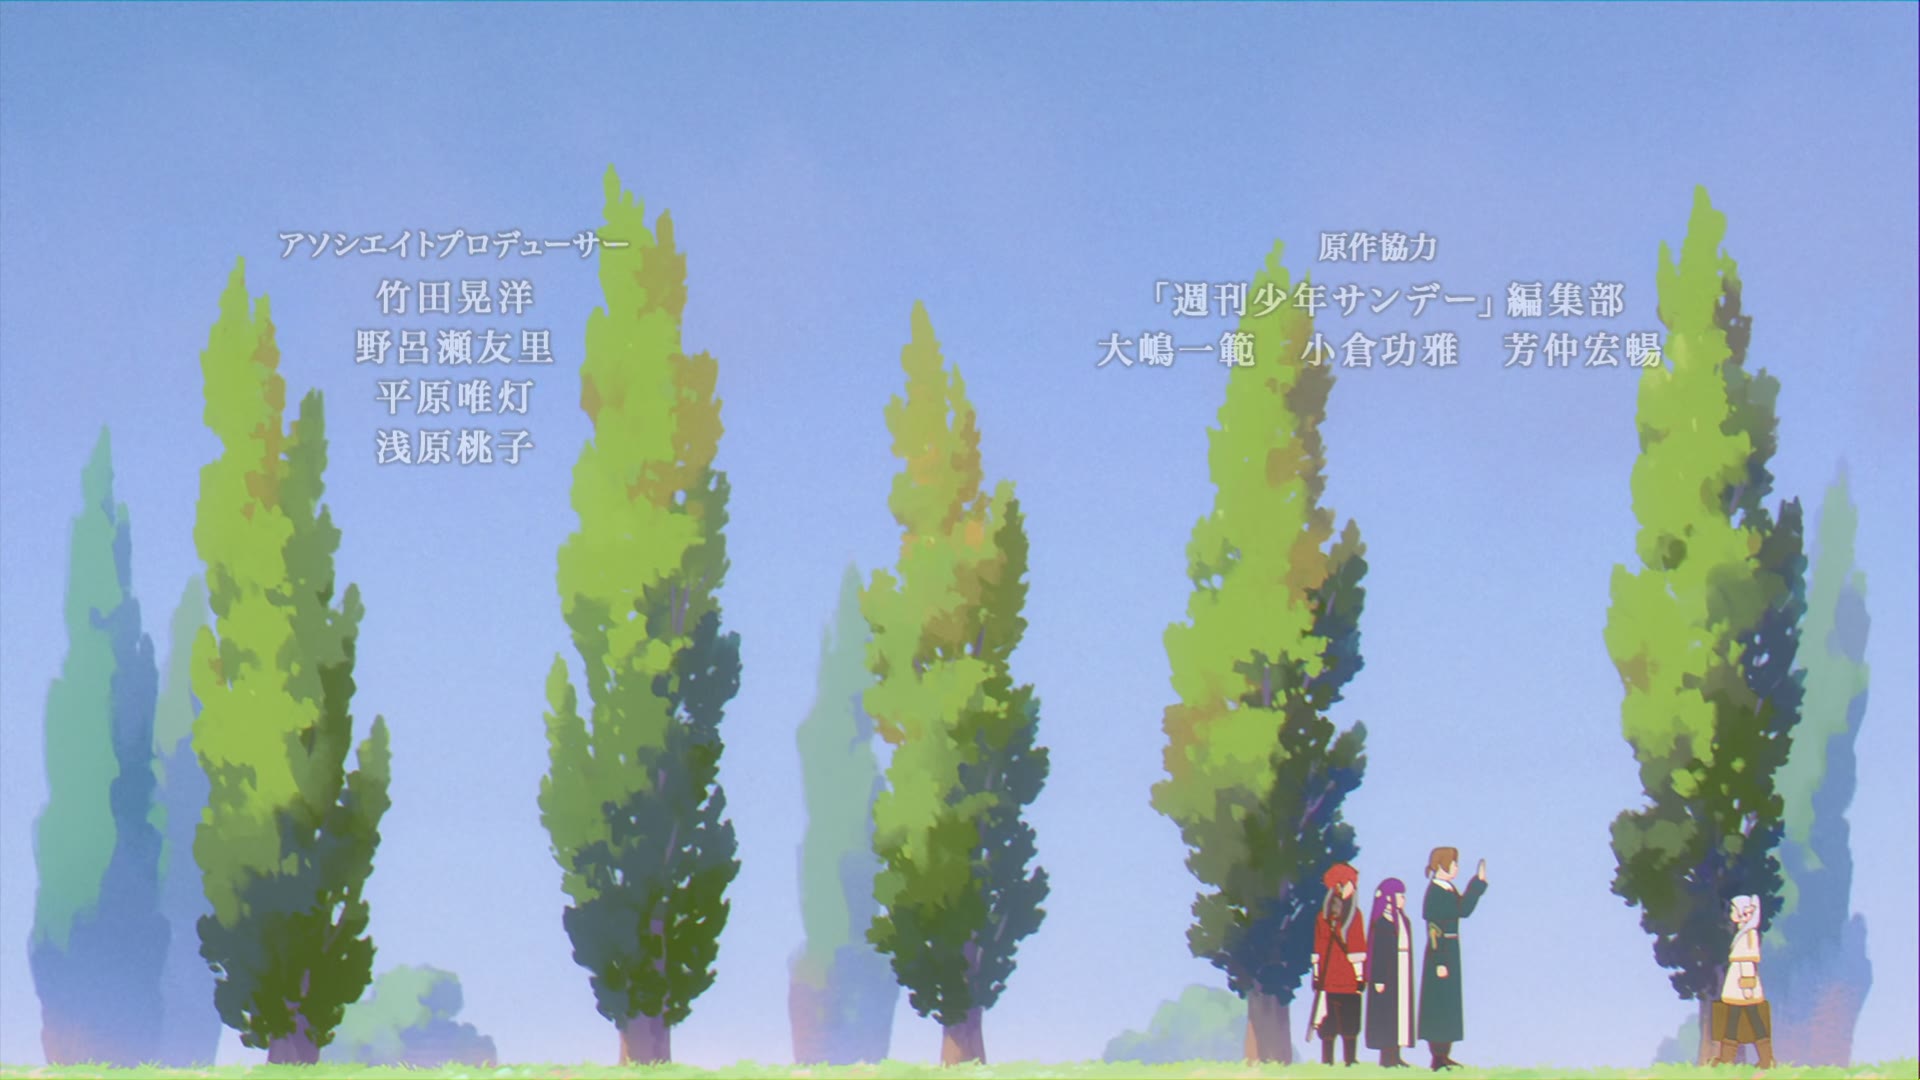 アソシエイトプロデューサー
竹田晃洋
野呂瀬友里
平原唯灯
浅原桃子
原作協力
「週刊少年サンデー」編集部
大嶋一範　小倉功雅　芳仲宏暢